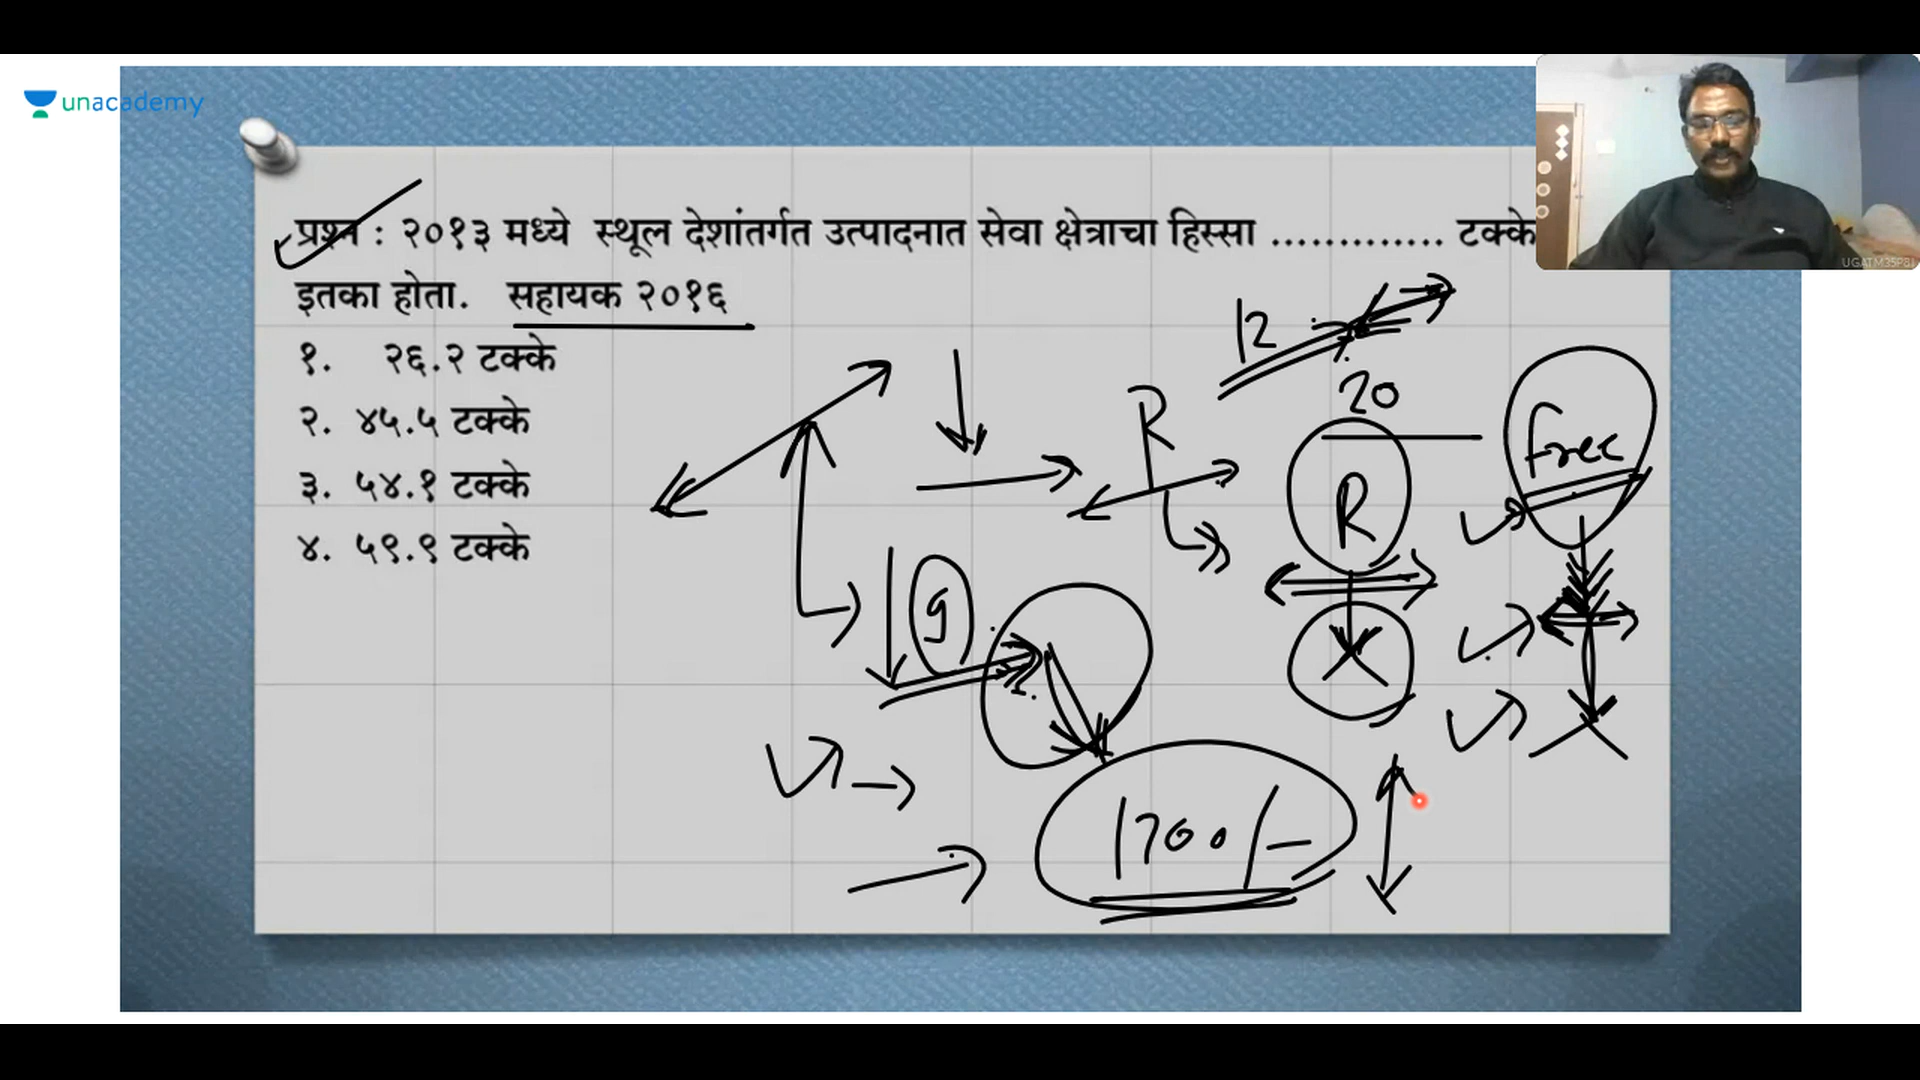 unacademy
प्रश्न : २०१३ मध्ये स्थूल देशांतर्गत उत्पादनात सेवा क्षेत्राचा हिस्सा ............. टक्के
इतका होता. सहायक २०१६
१. २६.२ टक्के
२. ४५.५ टक्के
३. ५४.१ टक्के
४. ५९.९ टक्के
12
20
R
R
Free
g
1700/-
UGATM35P8I